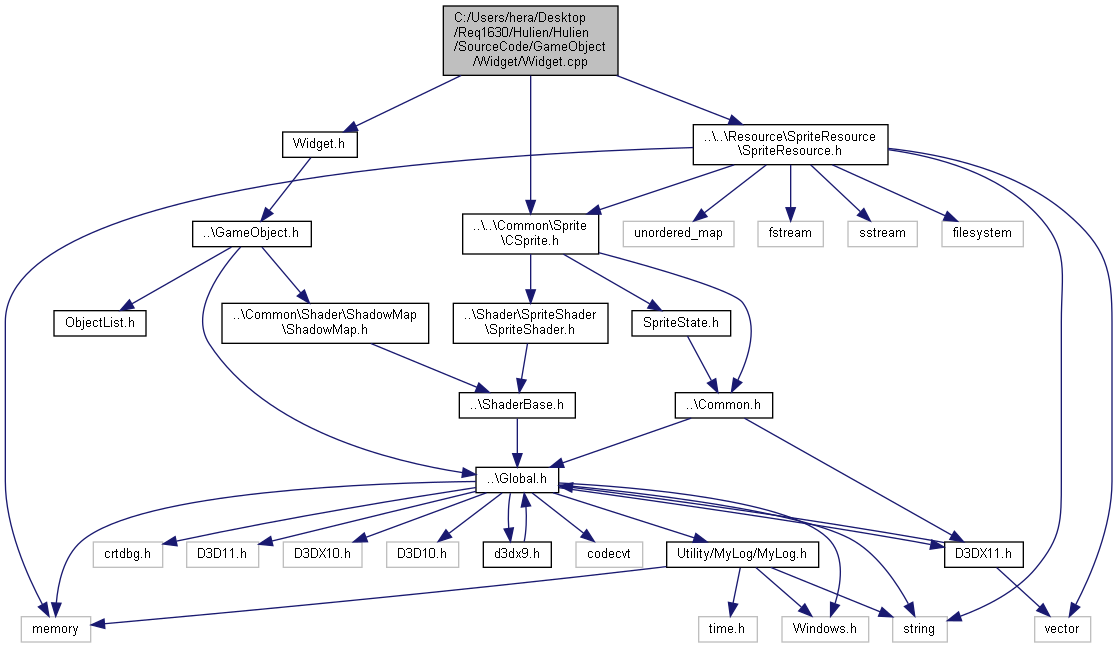 C:/Users/hera/Desktop
/Req1630/Hulien/Hulien
/SourceCode/GameObject
/Widget/Widget.cpp
Widget.h
..\..\Resource\SpriteResource
\SpriteResource.h
..\GameObject.h
..\..\Common\Sprite
\CSprite.h
unordered_map
fstream
sstream
filesystem
ObjectList.h
..\Common\Shader\ShadowMap
\ShadowMap.h
..\Shader\SpriteShader
\SpriteShader.h
SpriteState.h
..\ShaderBase.h
..\Common.h
..\Global.h
crtdbg.h
D3D11.h
D3DX10.h
D3D10.h
d3dx9.h
codecvt
Utility/MyLog/MyLog.h
D3DX11.h
memory
time.h
Windows.h
string
vector